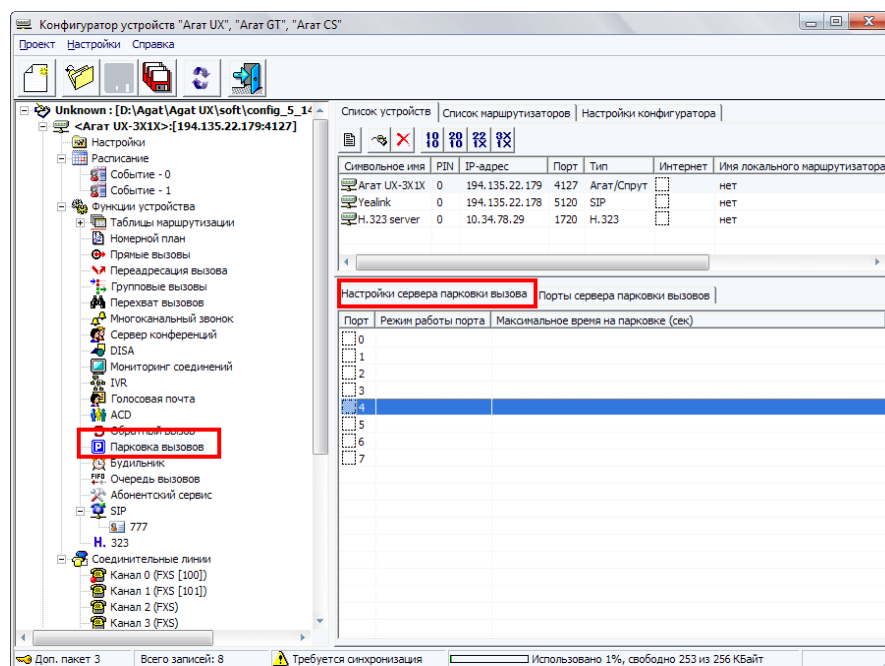 Конфигуратор устройств "Агат UX", "Агат GT", "Агат CS"
Проект Настройки Справка
Unknown : [D:\Agat\Agat UX\soft\config_5_14
<Агат UX-3X1X>:[194.135.22.179:4127]
Настройки
Расписание
Событие - 0
Событие - 1
Функции устройства
Таблицы маршрутизации
Номерной план
Прямые вызовы
Переадресация вызова
Групповые вызовы
Перехват вызовов
Многоканальный звонок
Сервер конференций
DISA
Мониторинг соединений
IVR
Голосовая почта
ACD
Обратный вызов
Парковка вызовов
Будильник
FIFO Очередь вызовов
Абонентский сервис
SIP
777
H. 323
Соединительные линии
Канал 0 (FXS [100])
Канал 1 (FXS [101])
Канал 2 (FXS)
Канал 3 (FXS)
Список устройств Список маршрутизаторов Настройки конфигуратора
18 18 20 18 22 1X 3X 1X
Символьное имя PIN IP-адрес Порт Тип Интернет Имя локального маршрутизатора
Агат UX-3X1X 0 194.135.22.179 4127 Агат/Спрут нет
Yealink 0 194.135.22.178 5120 SIP нет
H.323 server 0 10.34.78.29 1720 H.323 нет
Настройки сервера парковки вызова Порты сервера парковки вызовов
Порт Режим работы порта Максимальное время на парковке (сек)
0
1
2
3
4
5
6
7
Доп. пакет 3 Всего записей: 8 Требуется синхронизация Использовано 1%, свободно 253 из 256 КБайт